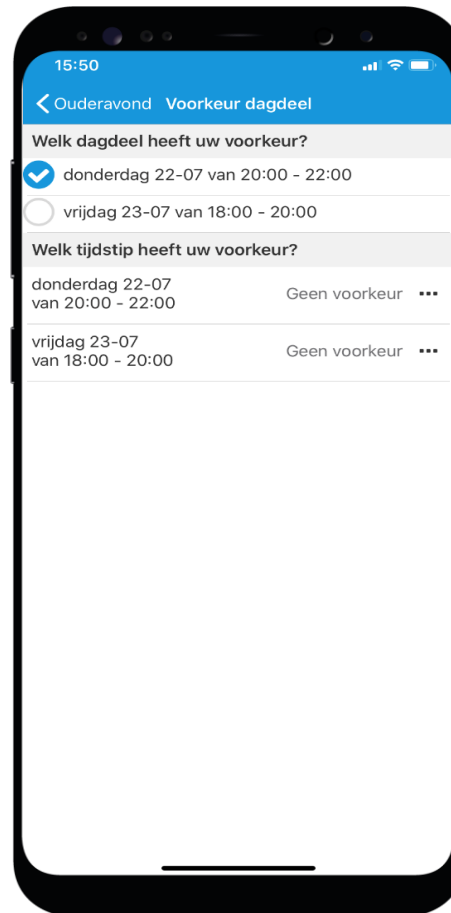 15:50
Ouderavond Voorkeur dagdeel
Welk dagdeel heeft uw voorkeur?
donderdag 22-07 van 20:00 - 22:00
vrijdag 23-07 van 18:00 - 20:00
Welk tijdstip heeft uw voorkeur?
donderdag 22-07
van 20:00 - 22:00 Geen voorkeur ...
vrijdag 23-07
van 18:00 - 20:00 Geen voorkeur ...